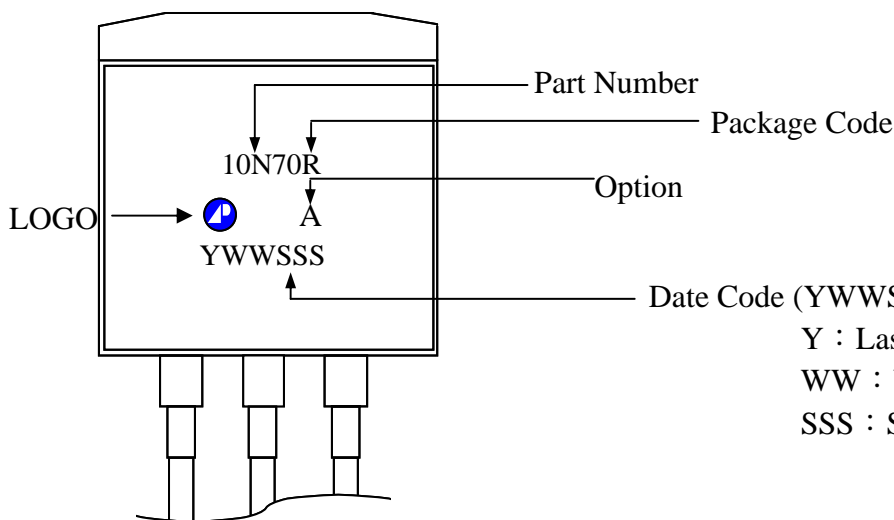 Part Number
Package Code
10N70R
Option
LOGO
A
YWWSSS
Date Code (YWWS
Y：Las
WW：
SSS：S